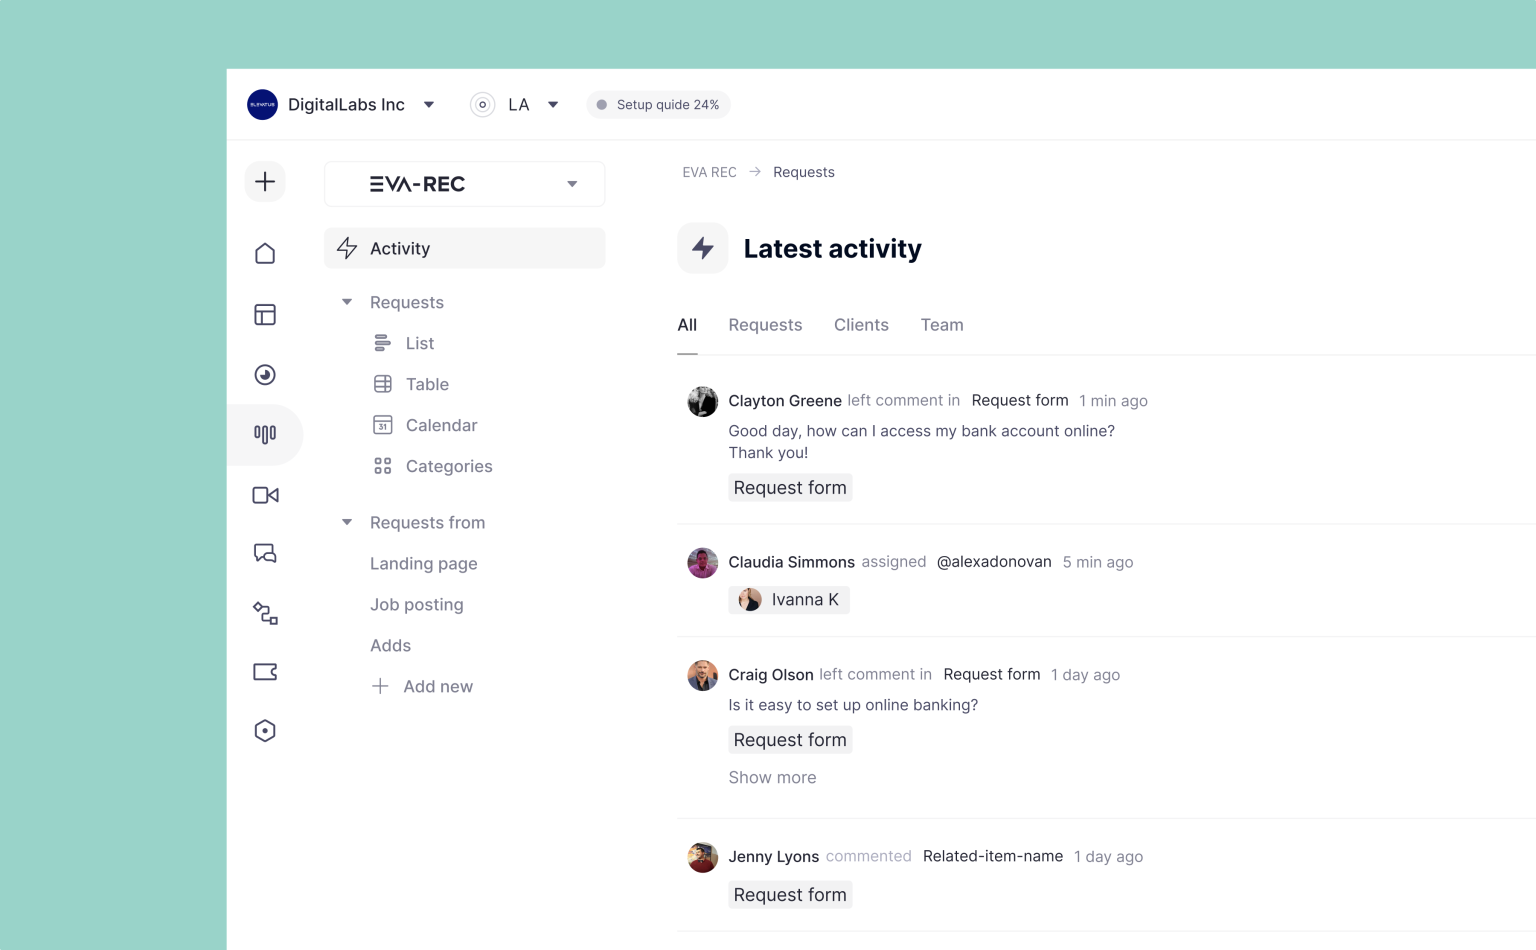 ELEVATUS
DigitalLabs Inc
LA
Setup quide 24%
EVA-REC
Activity
Requests
List
Table
31
Calendar
Categories
Requests from
Landing page
Job posting
Adds
Add new
EVA REC → Requests
Latest activity
All Requests Clients Team
Clayton Greene left comment in Request form 1 min ago
Good day, how can I access my bank account online?
Thank you!
Request form
Claudia Simmons assigned @alexadonovan 5 min ago
Ivanna K
Craig Olson left comment in Request form 1 day ago
Is it easy to set up online banking?
Request form
Show more
Jenny Lyons commented Related-item-name 1 day ago
Request form